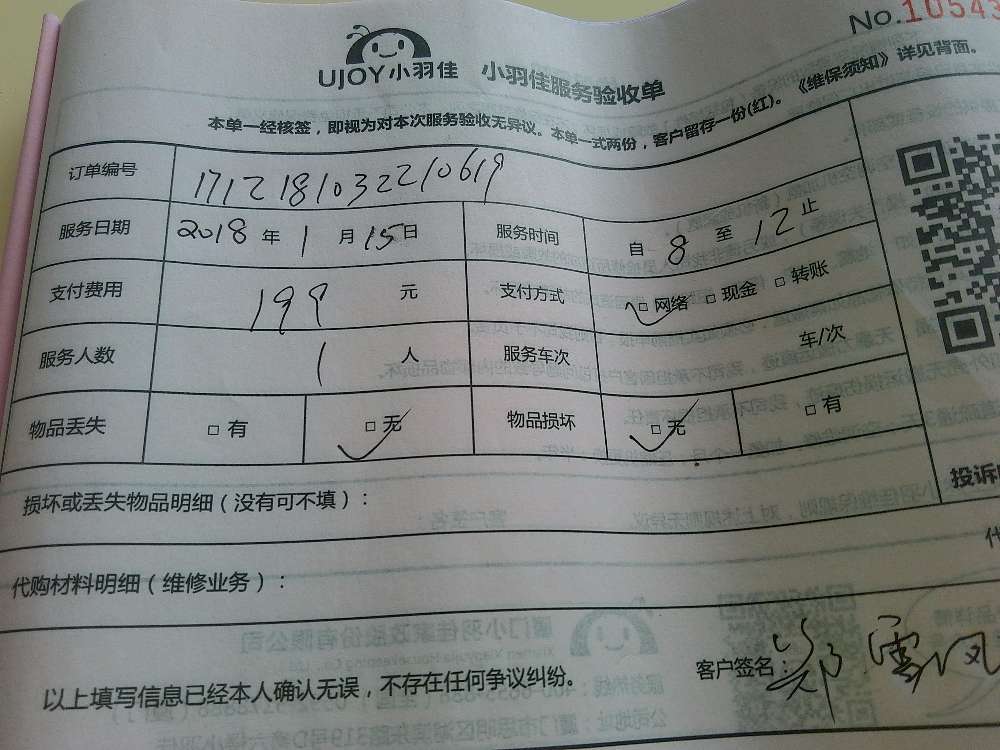 No.10543
UJOY小羽佳 小羽佳服务验收单
本单一经核签，即视为对本次服务验收无异议。本单一式两份，客户留存一份(红)。《维保须知》详见背面。
订单编号 1712181032210619
服务日期 2018 年 1 月 15 日 服务时间 自 8 至 12 止
支付费用 199 元 支付方式 □ 网络 □ 现金 □ 转账
服务人数 1 人 服务车次 车/次
物品丢失 □ 有 □ 无 物品损坏 □ 无 □ 有
投诉
损坏或丢失物品明细（没有可不填）：
代购材料明细（维修业务）：
以上填写信息已经本人确认无误，不存在任何争议纠纷。 客户签名：郑雪风